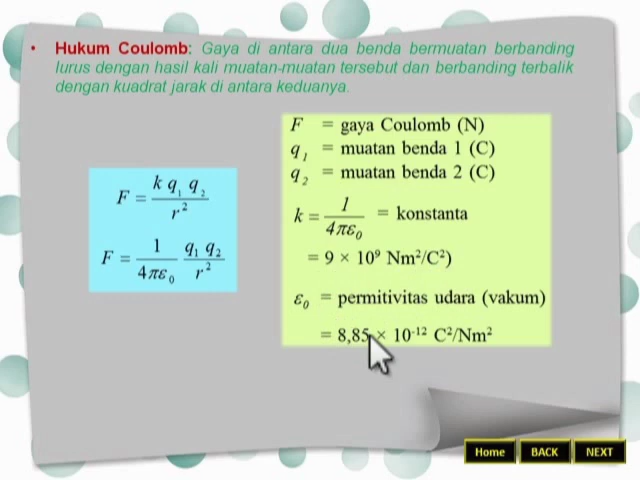 • Hukum Coulomb: Gaya di antara dua benda bermuatan berbanding
lurus dengan hasil kali muatan-muatan tersebut dan berbanding terbalik
dengan kuadrat jarak di antara keduanya.
F = k q₁ q₂ / r²
F = 1 / 4πε₀ q₁ q₂ / r²
F = gaya Coulomb (N)
q₁ = muatan benda 1 (C)
q₂ = muatan benda 2 (C)
k = 1 / 4πε₀ = konstanta
= 9 × 10⁹ Nm²/C²)
ε₀ = permitivitas udara (vakum)
= 8,85 × 10⁻¹² C²/Nm²
Home BACK NEXT